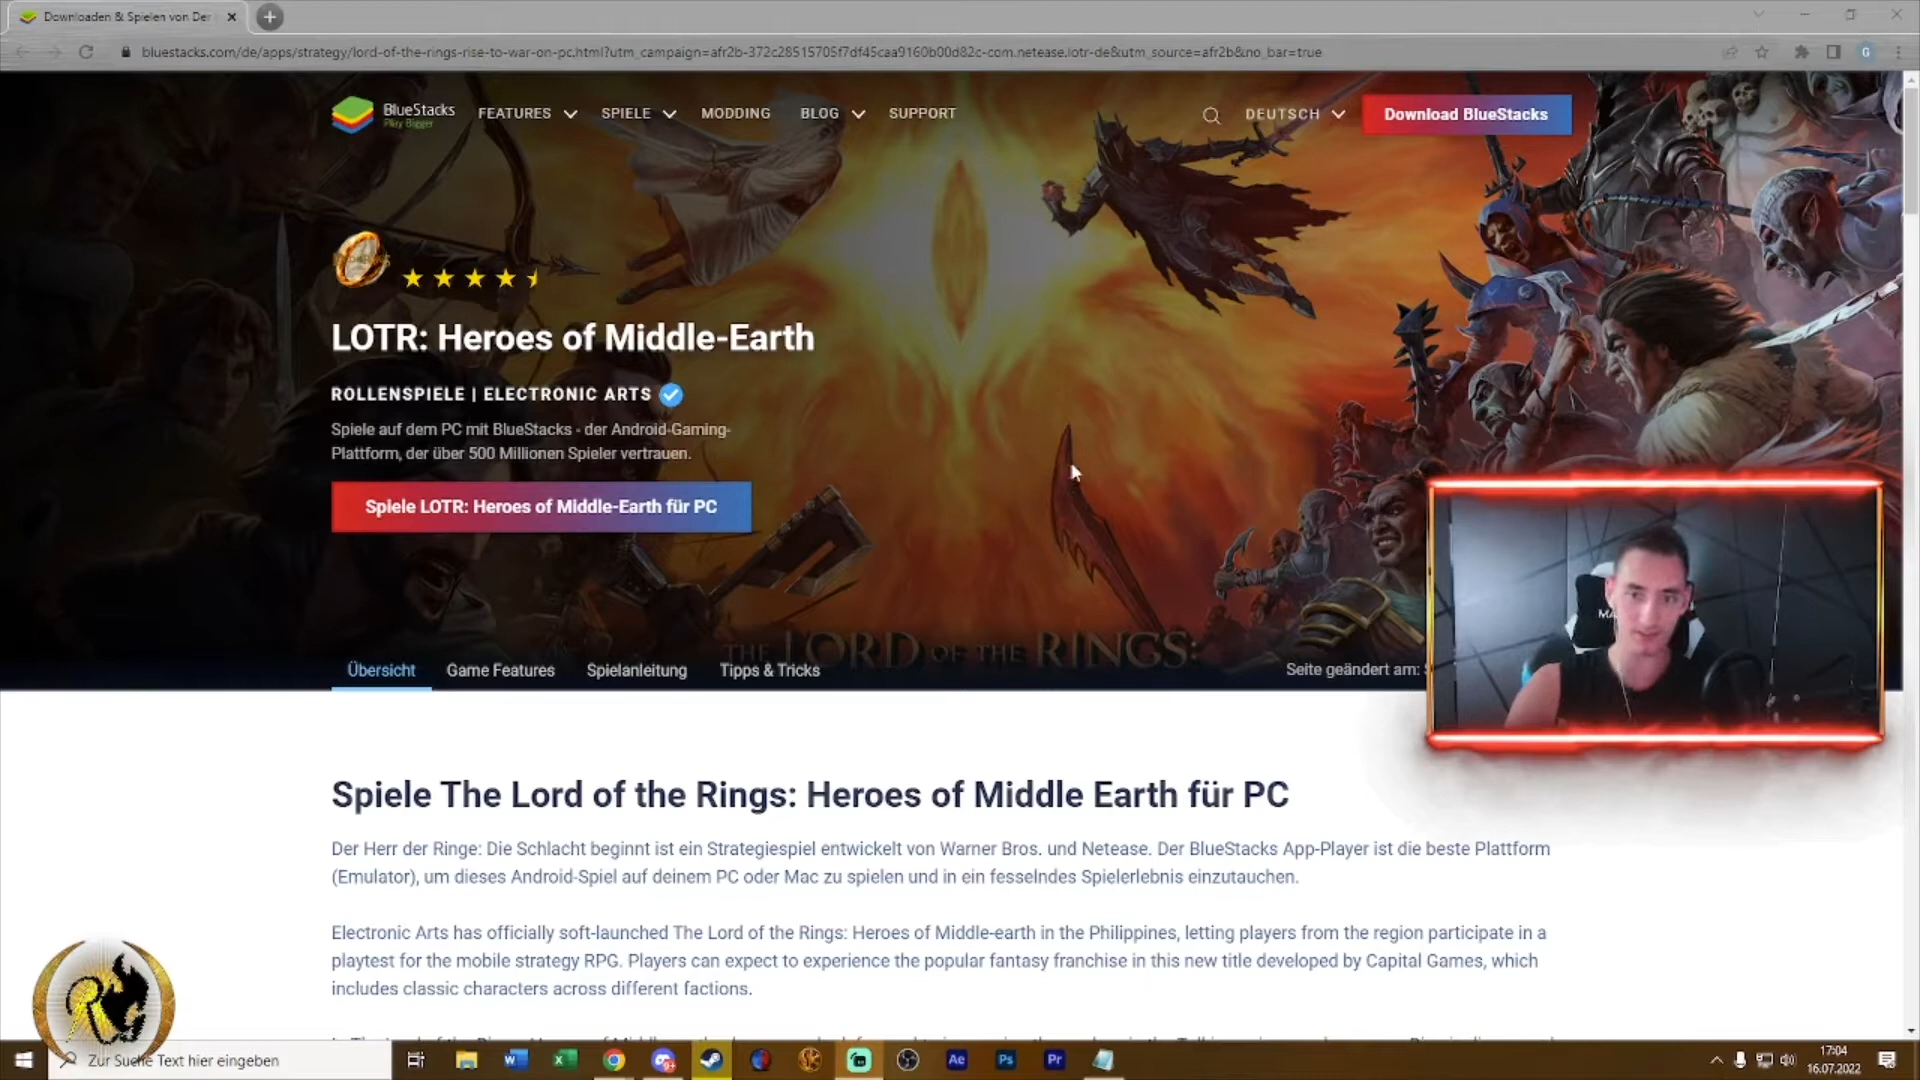 Downloaden & Spielen von Der
bluestacks.com/de/apps/strategy/lord-of-the-rings-rise-to-war-on-pc.html?utm_campaign=afr2b-372c28515705f7df45caa9160b00d82c-com.netease.lotr-de&utm_source=afr2b&no_bar=true
G
BlueStacks
Play Bigger
FEATURES
SPIELE
MODDING
BLOG
SUPPORT
DEUTSCH
Download BlueStacks
LOTR: Heroes of Middle-Earth
ROLLENSPIELE | ELECTRONIC ARTS
Spiele auf dem PC mit BlueStacks - der Android-Gaming-
Plattform, der über 500 Millionen Spieler vertrauen.
Spiele LOTR: Heroes of Middle-Earth für PC
THE LORD OF THE RINGS:
Übersicht
Game Features
Spielanleitung
Tipps & Tricks
Seite geändert am:
Spiele The Lord of the Rings: Heroes of Middle Earth für PC
Der Herr der Ringe: Die Schlacht beginnt ist ein Strategiespiel entwickelt von Warner Bros. und Netease. Der BlueStacks App-Player ist die beste Plattform
(Emulator), um dieses Android-Spiel auf deinem PC oder Mac zu spielen und in ein fesselndes Spielerlebnis einzutauchen.
Electronic Arts has officially soft-launched The Lord of the Rings: Heroes of Middle-earth in the Philippines, letting players from the region participate in a
playtest for the mobile strategy RPG. Players can expect to experience the popular fantasy franchise in this new title developed by Capital Games, which
includes classic characters across different factions.
Zur Suche Text hier eingeben
Ae
Ps
Pr
17:04
16.07.2022